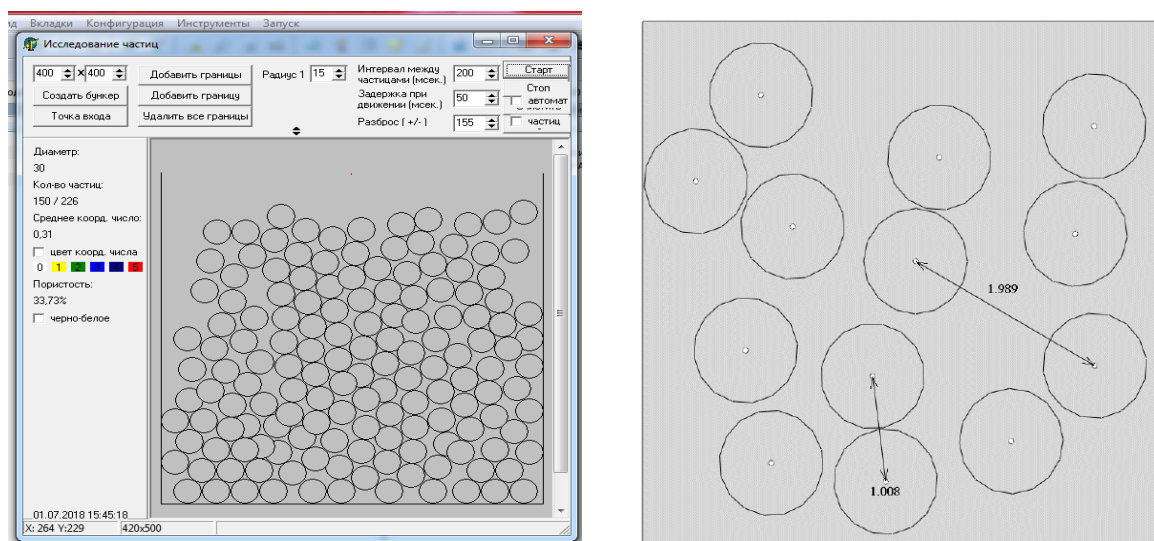 ид Вкладки Конфигурация Инструменты Запуск
Исследование частиц
400 × 400
Добавить границы
Радиус 1 15
Интервал между частицами (мсек.) 200
Старт
Создать бункер
Добавить границу
Задержка при движении (мсек.) 50
Стоп
автомат
Точка входа
Удалить все границы
Разброс ( +/- ) 155
частиц
Диаметр:
30
Кол-во частиц:
150 / 226
Среднее коорд. число:
0,31
цвет коорд. числа
0 1 2 3 4 5
Пористость:
33,73%
черно-белое
01.07.2018 15:45:18
X: 264 Y:229 420x500
1.989
1.008